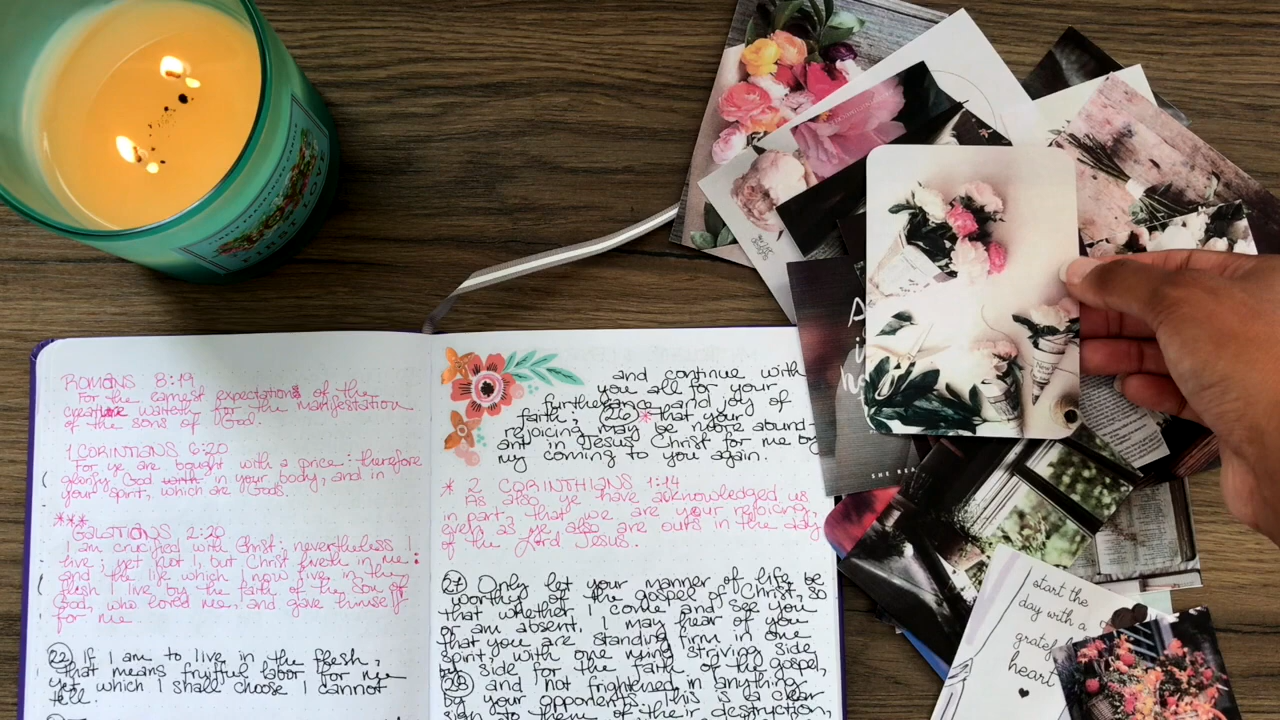 ROMANS 8:19
For the earnest expectations of the
creature waiteth for the manifestation
of the sons of God.
1 CORINTIANS 6:20
For ye are bought with a price: therefore
glorify God with in your body, and in
your spirit, which are Gods.
***
GALATIANS 2:20
I am crucified with Christ; nevertheless I
live; yet not I, but Christ liveth in me:
and the life which I now live in the
flesh I live by the faith of the Son of
God, who loved me, and gave himself
for me.
22 If I am to live in the flesh,
that means fruitful labor for me
yet which I shall choose I cannot
tell.
and continue with
you all for your
furtherance and joy of
faith; (26)* that your
rejoicing may be more abund-
ant in Jesus Christ for me by
my coming to you again.
* 2 CORINTHIANS 1:14
As also ye have acknowledged us
in part, that we are your rejoicing,
even as ye also are ours in the day
of the Lord Jesus.
27 Only let your manner of life be
worthy of the gospel of Christ, so
that whether I come and see you
or am absent, I may hear of you
that you are standing firm in one
spirit, with one mind striving side
by side for the faith of the gospel,
28 and not frightened in anything
by your opponents. This is a clear
sign to them of their destruction,
SHE REA
start the
day with a
grateful
heart